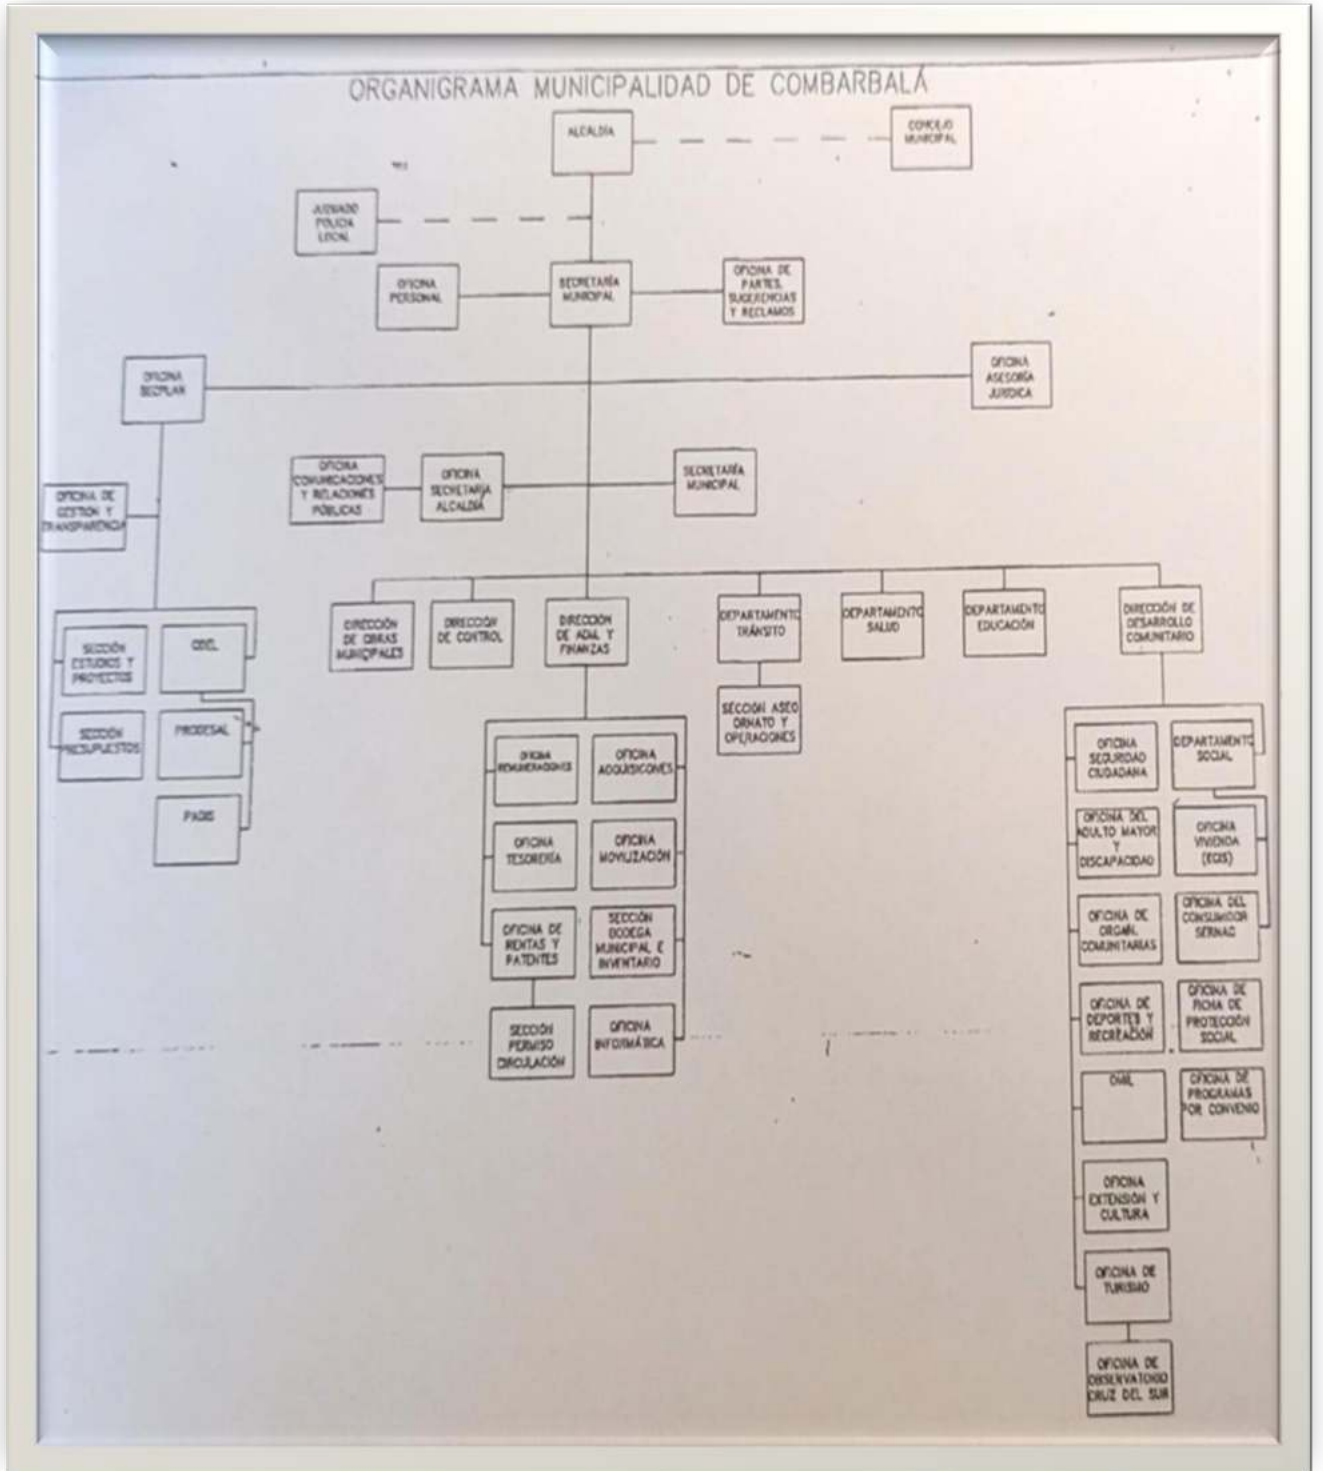 ORGANIGRAMA MUNICIPALIDAD DE COMBARBALÁ
ALCALDÍA
CONCEJO
MUNICIPAL
JUZGADO
POLICIA
LOCAL
OFICINA
PERSONAL
SECRETARÍA
MUNICIPAL
OFICINA DE
PARTES,
SUGERENCIAS
Y RECLAMOS
OFICINA
SECPLAN
OFICINA
ASESORÍA
JURIDICA
OFICINA
COMUNICACIONES
Y RELACIONES
PÚBLICAS
OFICINA
SECRETARÍA
ALCALDÍA
SECRETARÍA
MUNICIPAL
OFICINA DE
GESTION Y
TRANSPARENCIA
DIRECCIÓN
DE OBRAS
MUNICIPALES
DIRECCIÓN
DE CONTROL
DIRECCIÓN
DE ADM. Y
FINANZAS
DEPARTAMENTO
TRÁNSITO
DEPARTAMENTO
SALUD
DEPARTAMENTO
EDUCACIÓN
DIRECCIÓN DE
DESARROLLO
COMUNITARIO
SECCIÓN
ESTUDIOS Y
PROYECTOS
SECCIÓN
PRESUPUESTOS
PRODESAL
PADIS
SECCIÓN ASEO
ORNATO Y
OPERACIONES
OFICINA
REMUNERACIONES
OFICINA
ADQUISICONES
OFICINA
TESORERÍA
OFICINA
MOVILIZACIÓN
OFICINA DE
RENTAS Y
PATENTES
SECCIÓN
BODEGA
MUNICIPAL E
INVENTARIO
SECCIÓN
PERMISO
CIRCULACIÓN
OFICINA
INFORMÁTICA
OFICINA
SEGURIDAD
CIUDADANA
DEPARTAMENTO
SOCIAL
OFICINA DEL
ADULTO MAYOR
Y
DISCAPACIDAD
OFICINA
VIVIENDA
(EGIS)
OFICINA DE
ORGAN.
COMUNITARIAS
OFICINA DEL
CONSUMIDOR
SERNAC
OFICINA DE
DEPORTES Y
RECREACIÓN
OFICINA DE
FICHA DE
PROTECCIÓN
SOCIAL
OMIL
OFICINA DE
PROGRAMAS
POR CONVENIO
OFICINA
EXTENSIÓN Y
CULTURA
OFICINA DE
TURISMO
OFICINA DE
OBSERVATORIO
CRUZ DEL SUR